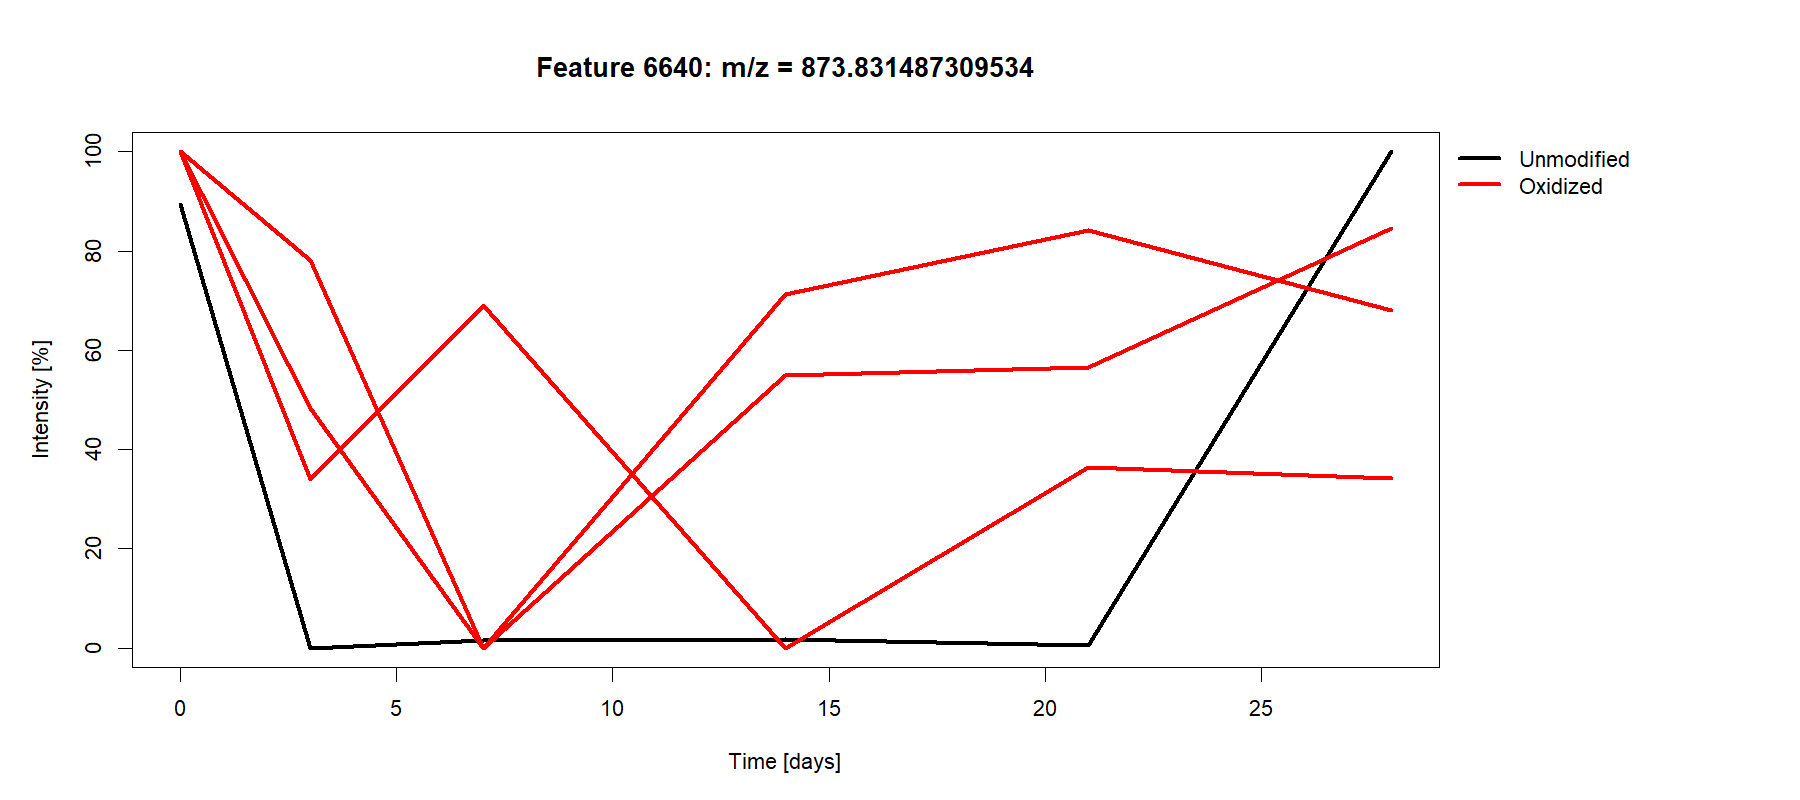 Feature 6640: m/z = 873.831487309534
Unmodified
Oxidized
Intensity [%]
100
80
60
40
20
0
0 5 10 15 20 25
Time [days]